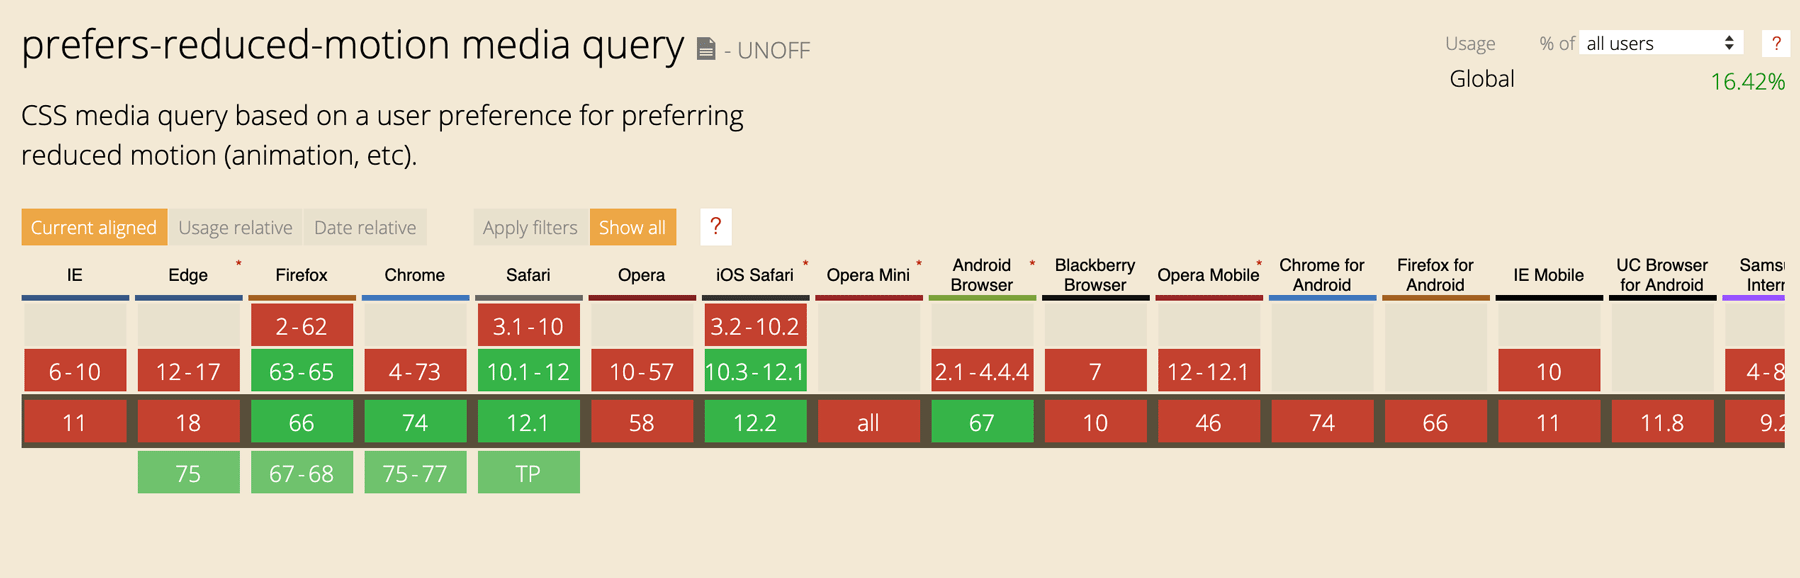 prefers-reduced-motion media query - UNOFF
Usage % of all users ?
Global 16.42%
CSS media query based on a user preference for preferring
reduced motion (animation, etc).
Current aligned Usage relative Date relative Apply filters Show all ?
IE Edge * Firefox Chrome Safari Opera iOS Safari * Opera Mini * Android Browser * Blackberry Browser Opera Mobile * Chrome for Android Firefox for Android IE Mobile UC Browser for Android
2-62 3.1-10 3.2-10.2
6-10 12-17 63-65 4-73 10.1-12 10-57 10.3-12.1 2.1-4.4.4 7 12-12.1 10 4-8
11 18 66 74 12.1 58 12.2 all 67 10 46 74 66 11 11.8 9.2
75 67-68 75-77 TP